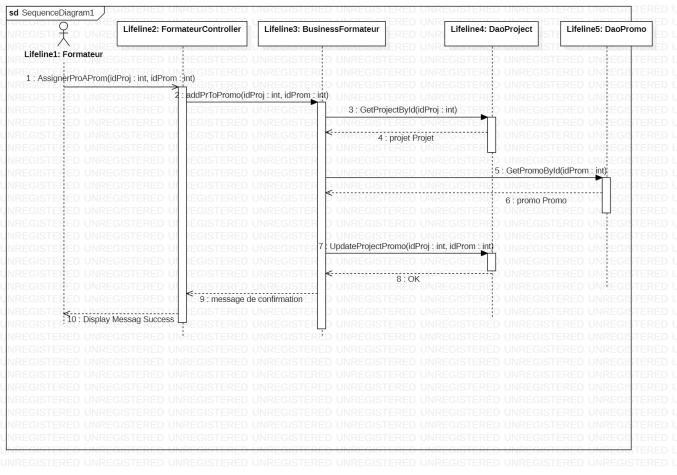 sd SequenceDiagram1
Lifeline2: FormateurController
Lifeline3: BusinessFormateur
Lifeline4: DaoProject
Lifeline5: DaoPromo
Lifeline1: Formateur
1 : AssignerProAProm(idProj : int, idProm : int)
2 : addPrToPromo(idProj : int, idProm : int)
3 : GetProjectById(idProj : int)
4 : projet Projet
5 : GetPromoById(idProm : int)
6 : promo Promo
7 : UpdateProjectPromo(idProj : int, idProm : int)
8 : OK
9 : message de confirmation
10 : Display Messag Success
UNREGISTERED